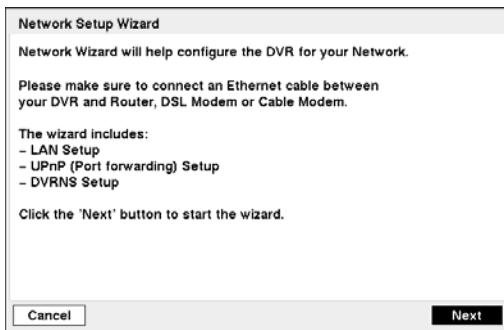 Network Setup Wizard
Network Wizard will help configure the DVR for your Network.
Please make sure to connect an Ethernet cable between
your DVR and Router, DSL Modem or Cable Modem.
The wizard includes:
– LAN Setup
– UPnP (Port forwarding) Setup
– DVRNS Setup
Click the 'Next' button to start the wizard.
Cancel Next